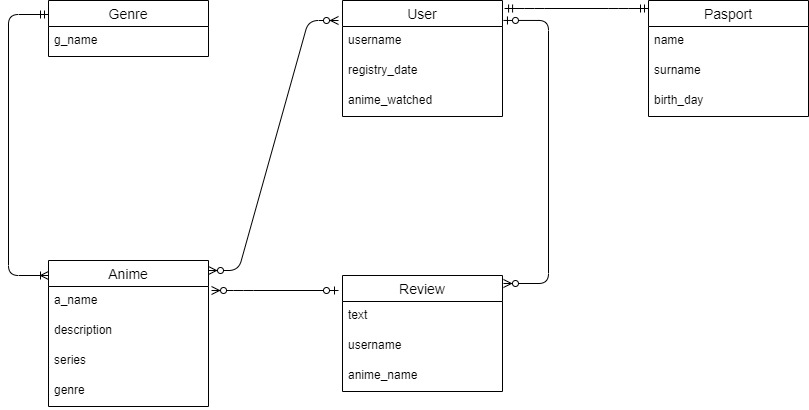 Genre
g_name
User
username
registry_date
anime_watched
Pasport
name
surname
birth_day
Anime
a_name
description
series
genre
Review
text
username
anime_name